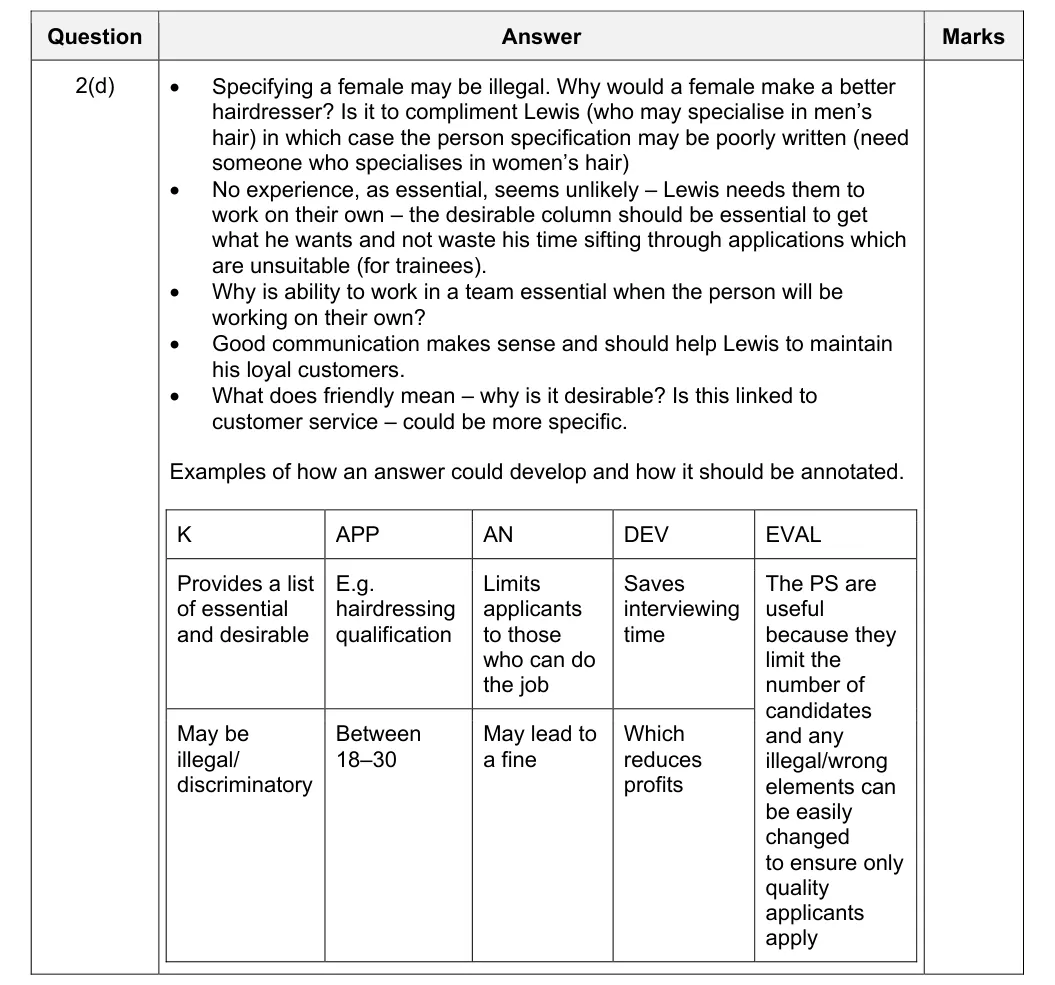 Question Answer Marks
2(d)
• Specifying a female may be illegal. Why would a female make a better
hairdresser? Is it to compliment Lewis (who may specialise in men’s
hair) in which case the person specification may be poorly written (need
someone who specialises in women’s hair)
• No experience, as essential, seems unlikely – Lewis needs them to
work on their own – the desirable column should be essential to get
what he wants and not waste his time sifting through applications which
are unsuitable (for trainees).
• Why is ability to work in a team essential when the person will be
working on their own?
• Good communication makes sense and should help Lewis to maintain
his loyal customers.
• What does friendly mean – why is it desirable? Is this linked to
customer service – could be more specific.
Examples of how an answer could develop and how it should be annotated.
K APP AN DEV EVAL
Provides a list
of essential
and desirable
E.g.
hairdressing
qualification
Limits
applicants
to those
who can do
the job
Saves
interviewing
time
The PS are
useful
because they
limit the
number of
candidates
and any
illegal/wrong
elements can
be easily
changed
to ensure only
quality
applicants
apply
May be
illegal/
discriminatory
Between
18–30
May lead to
a fine
Which
reduces
profits